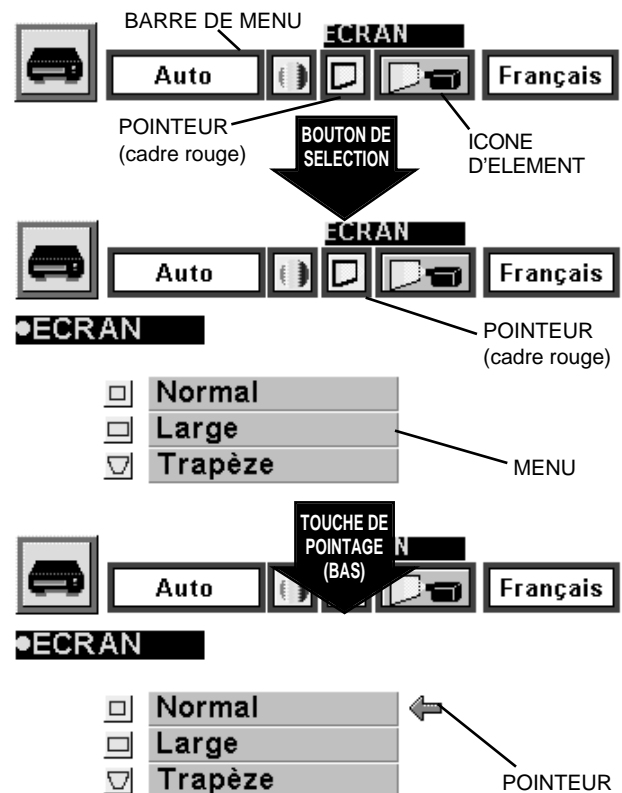 BARRE DE MENU
ECRAN
Auto
Français
POINTEUR
(cadre rouge)
BOUTON DE
SELECTION
ICONE
D'ELEMENT
ECRAN
Auto
Français
POINTEUR
(cadre rouge)
●ECRAN
Normal
Large
Trapèze
MENU
TOUCHE DE
POINTAGE
(BAS)
N
Auto
Français
●ECRAN
Normal
Large
Trapèze
POINTEUR